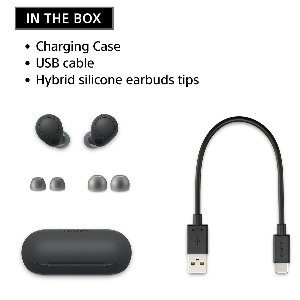 IN THE BOX
• Charging Case
• USB cable
• Hybrid silicone earbuds tips